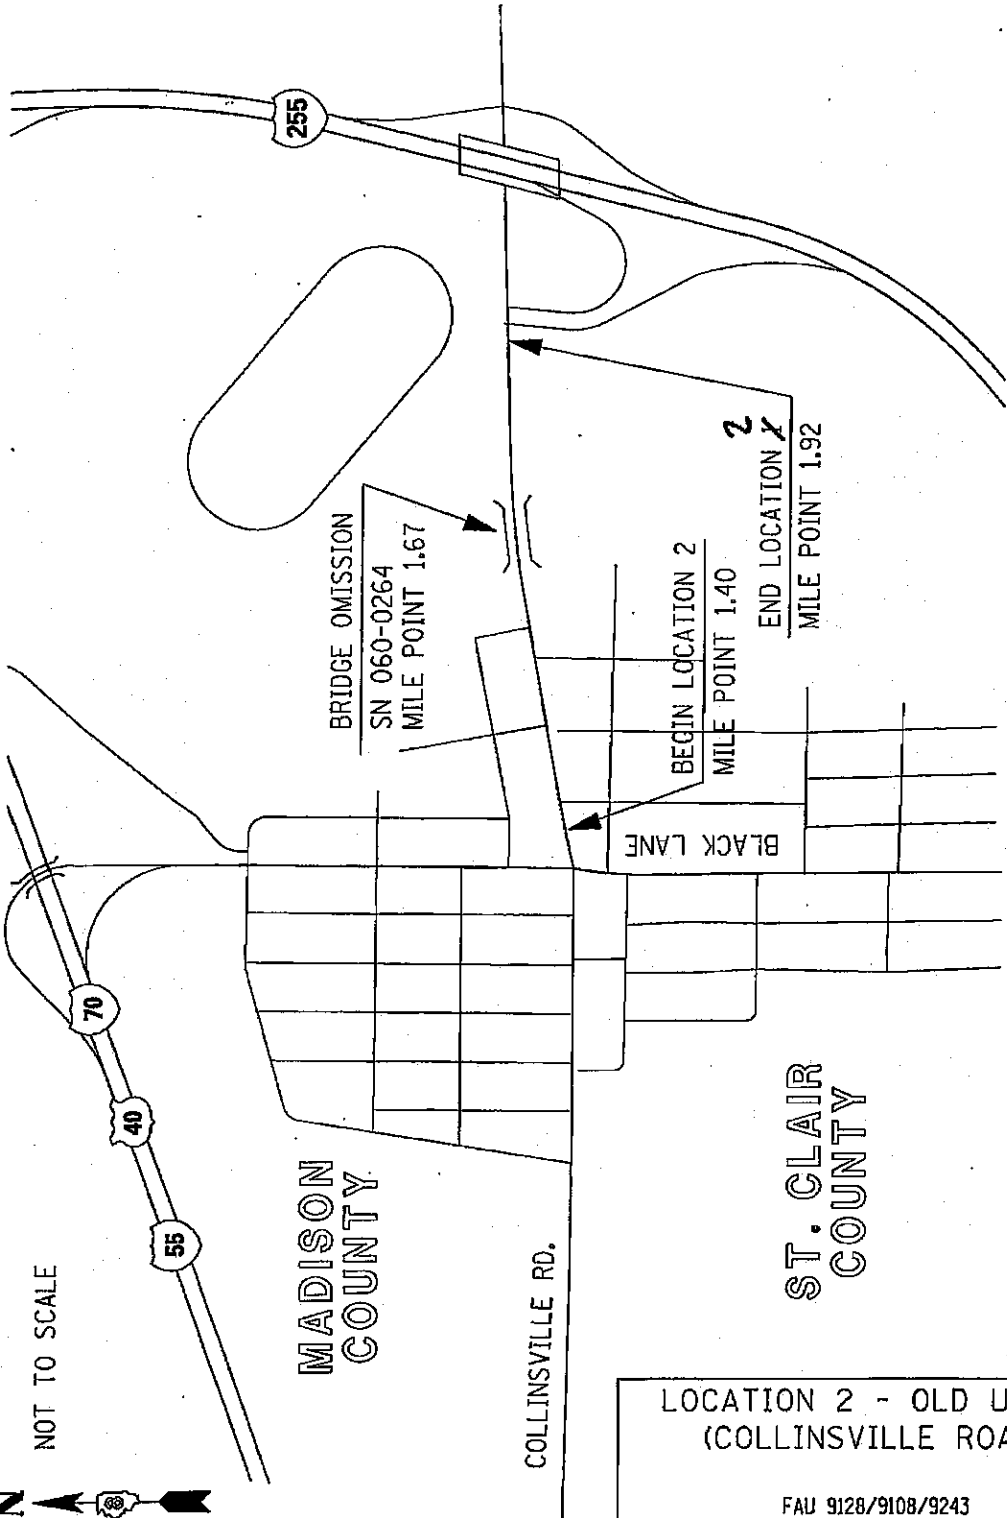 N
NOT TO SCALE
255
70
40
55
BRIDGE OMISSION
SN 060-0264
MILE POINT 1.67
BEGIN LOCATION 2
MILE POINT 1.40
2
END LOCATION
MILE POINT 1.92
BLACK LANE
MADISON
COUNTY
COLLINSVILLE RD.
ST. CLAIR
COUNTY
LOCATION 2 - OLD U
(COLLINSVILLE ROA
FAU 9128/9108/9243